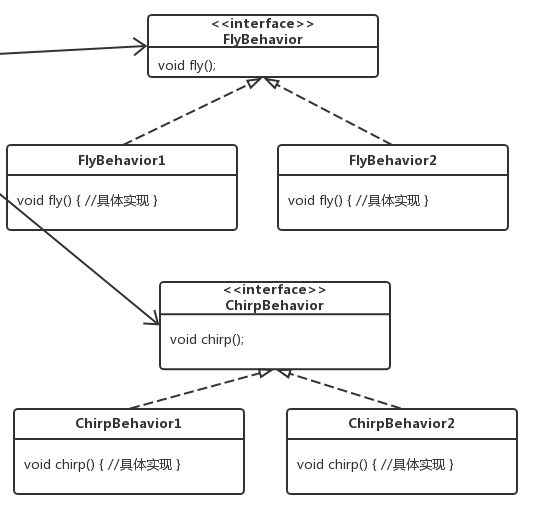 <<interface>>
FlyBehavior
void fly();
FlyBehavior1
void fly() { //具体实现 }
FlyBehavior2
void fly() { //具体实现 }
<<interface>>
ChirpBehavior
void chirp();
ChirpBehavior1
void chirp() { //具体实现 }
ChirpBehavior2
void chirp() { //具体实现 }